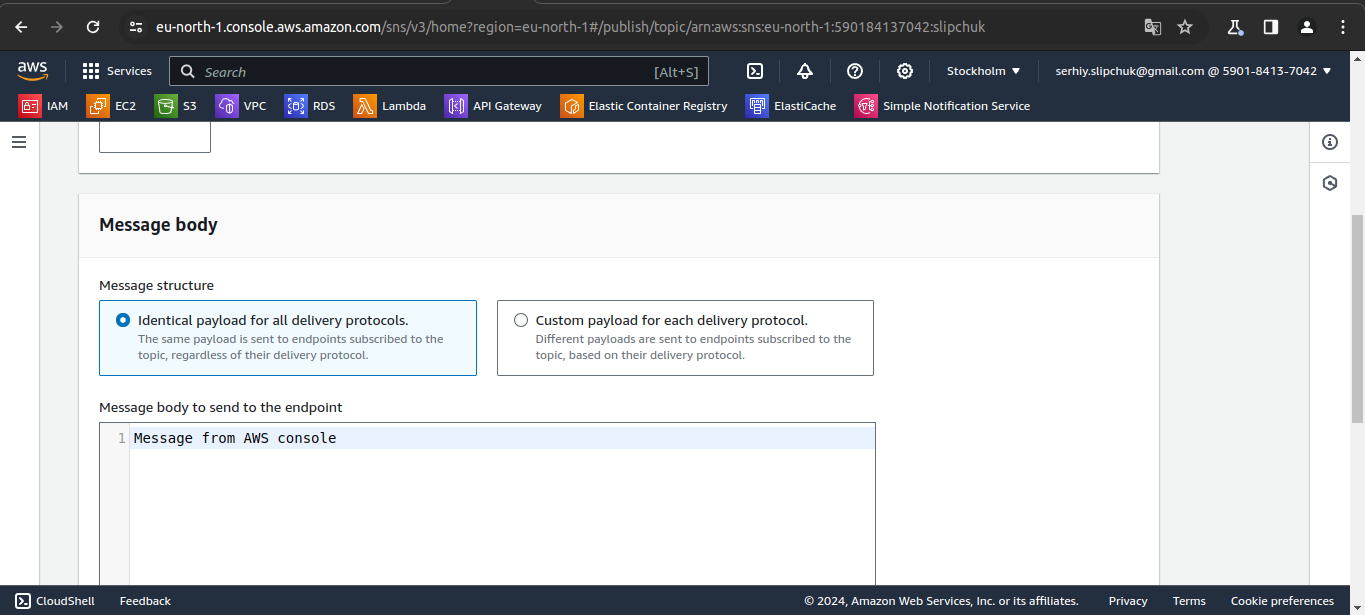 eu-north-1.console.aws.amazon.com/sns/v3/home?region=eu-north-1#/publish/topic/arn:aws:sns:eu-north-1:590184137042:slipchuk
aws
Services
Search
[Alt+S]
Stockholm
serhiy.slipchuk@gmail.com @ 5901-8413-7042
IAM
EC2
S3
VPC
RDS
Lambda
API Gateway
Elastic Container Registry
ElastiCache
Simple Notification Service
Message body
Message structure
Identical payload for all delivery protocols.
The same payload is sent to endpoints subscribed to the
topic, regardless of their delivery protocol.
Custom payload for each delivery protocol.
Different payloads are sent to endpoints subscribed to the
topic, based on their delivery protocol.
Message body to send to the endpoint
1 Message from AWS console
CloudShell
Feedback
© 2024, Amazon Web Services, Inc. or its affiliates.
Privacy
Terms
Cookie preferences